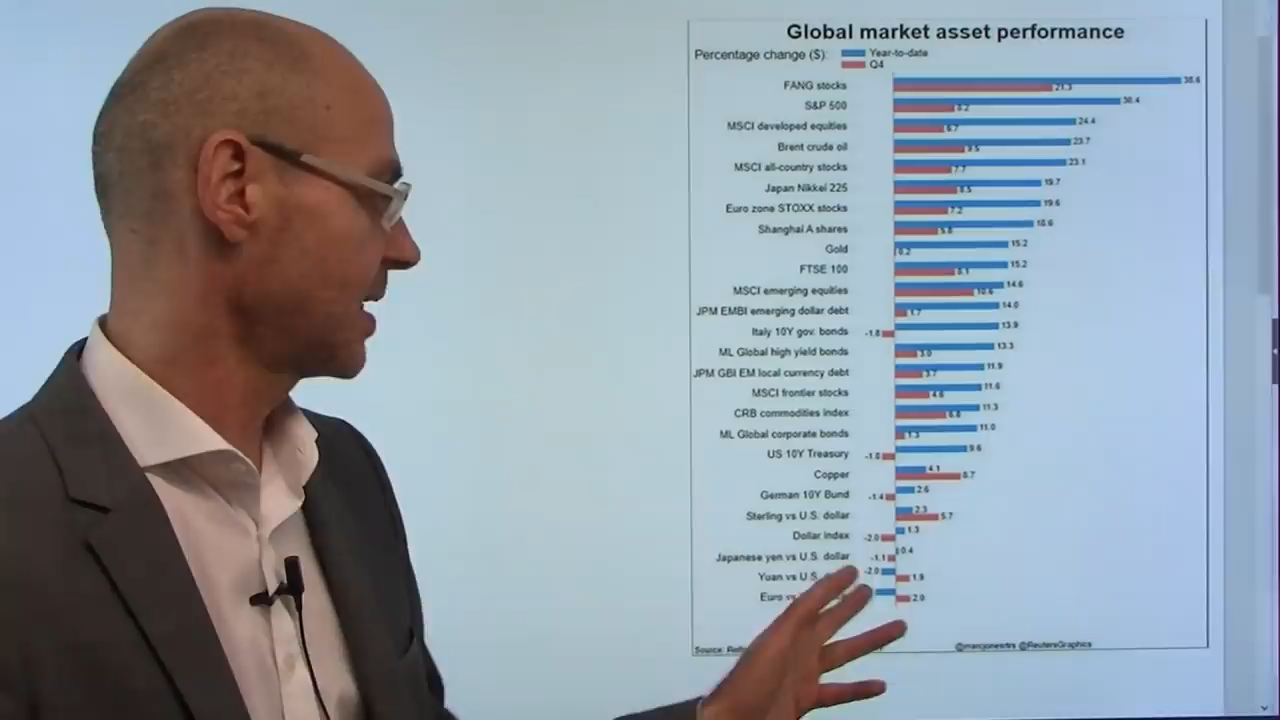 Global market asset performance
Percentage change ($):
Year-to-date
Q4
FANG stocks 38.6 21.3
S&P 500 30.4 8.2
MSCI developed equities 24.4 6.7
Brent crude oil 23.7 9.5
MSCI all-country stocks 23.1 7.7
Japan Nikkei 225 19.7 8.5
Euro zone STOXX stocks 19.6 7.2
Shanghai A shares 18.6 5.8
Gold 15.2 0.2
FTSE 100 15.2 8.1
MSCI emerging equities 14.6 10.6
JPM EMBI emerging dollar debt 14.0 1.7
Italy 10Y gov. bonds -1.8 13.9
ML Global high yield bonds 13.3 3.0
JPM GBI EM local currency debt 11.9 3.7
MSCI frontier stocks 11.6 4.6
CRB commodities index 11.3 6.8
ML Global corporate bonds 11.0 1.3
US 10Y Treasury 9.6
Copper 4.1 8.7
German 10Y Bund -1.4 2.6
Sterling vs U.S. dollar 2.3 5.7
Dollar index -2.0 1.3
Japanese yen vs U.S. dollar -1.1 0.4
Yuan vs U.S. -2.0 1.9
Euro vs 2.0
Source: @marcjonesrtrs @ReutersGraphics